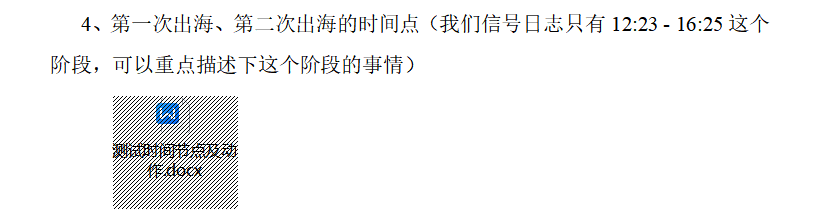 4、第一次出海、第二次出海的时间点（我们信号日志只有 12:23 - 16:25 这个
阶段，可以重点描述下这个阶段的事情）
测试时间节点及动
作.docx